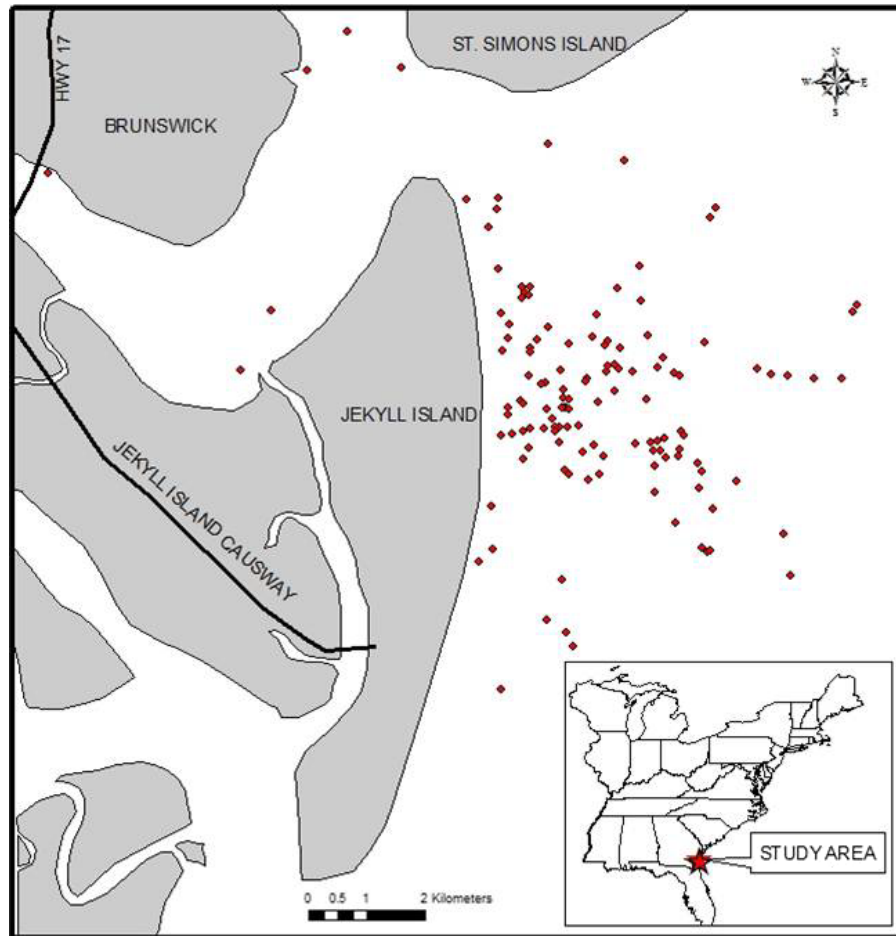 ST. SIMONS ISLAND
HWY 17
N
W E
S
BRUNSWICK
JEKYLL ISLAND
JEKYLL ISLAND CAUSWAY
STUDY AREA
0 0.5 1 2 Kilometers